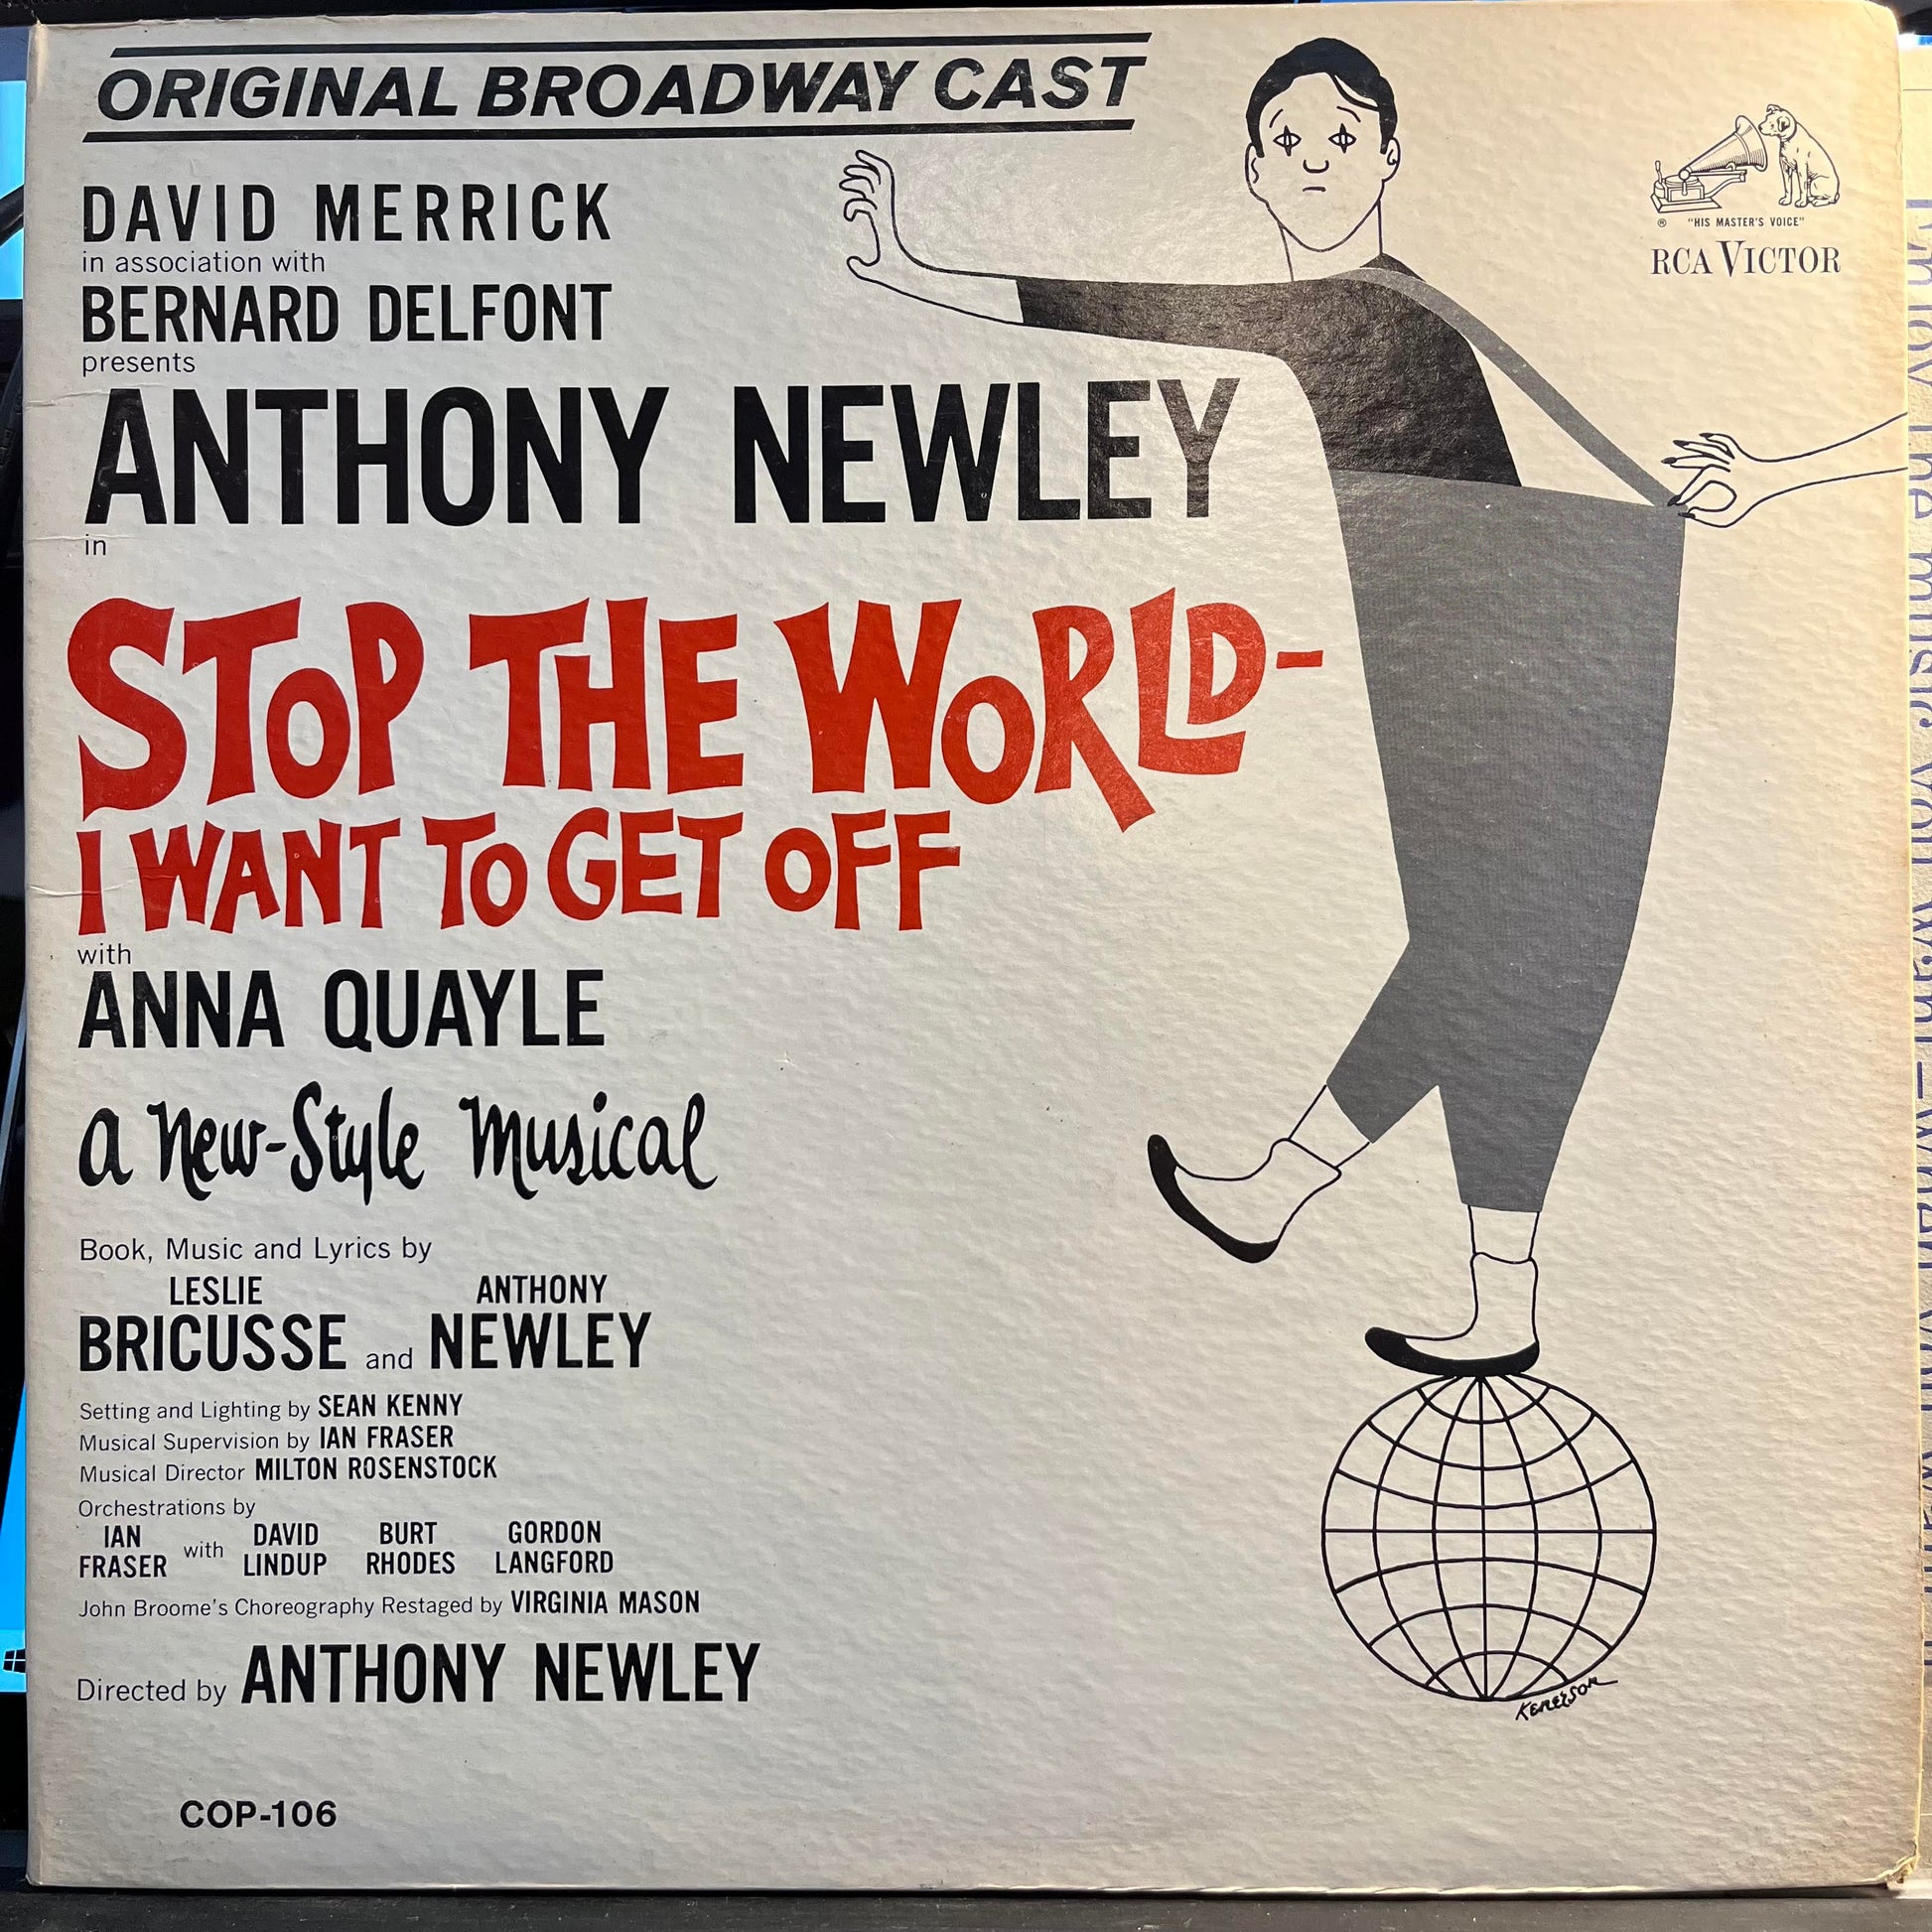 ORIGINAL BROADWAY CAST
DAVID MERRICK
in association with
BERNARD DELFONT
presents
ANTHONY NEWLEY
in
STOP THE WORLD-
I WANT TO GET OFF
with
ANNA QUAYLE
a New-Style Musical
Book, Music and Lyrics by
LESLIE ANTHONY
BRICUSSE and NEWLEY
Setting and Lighting by SEAN KENNY
Musical Supervision by IAN FRASER
Musical Director MILTON ROSENSTOCK
Orchestrations by
IAN FRASER with DAVID LINDUP BURT RHODES GORDON LANGFORD
John Broome's Choreography Restaged by VIRGINIA MASON
Directed by ANTHONY NEWLEY
COP-106
® "HIS MASTER'S VOICE"
RCA VICTOR